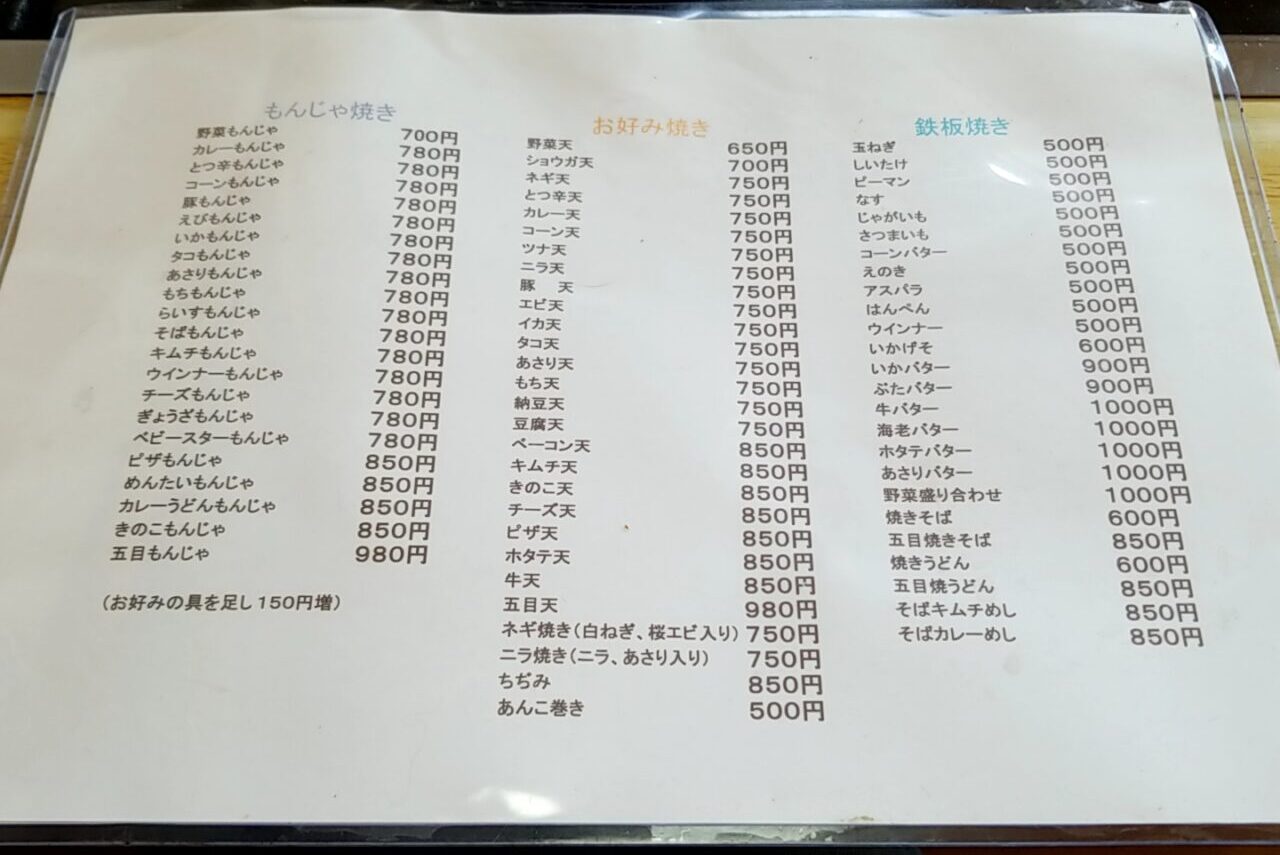 もんじゃ焼き
野菜もんじゃ 700円
カレーもんじゃ 780円
とつ辛もんじゃ 780円
コーンもんじゃ 780円
豚もんじゃ 780円
えびもんじゃ 780円
いかもんじゃ 780円
タコもんじゃ 780円
あさりもんじゃ 780円
もちもんじゃ 780円
らいすもんじゃ 780円
そばもんじゃ 780円
キムチもんじゃ 780円
ウインナーもんじゃ 780円
チーズもんじゃ 780円
ぎょうざもんじゃ 780円
ベビースターもんじゃ 780円
ピザもんじゃ 850円
めんたいもんじゃ 850円
カレーうどんもんじゃ 850円
きのこもんじゃ 850円
五目もんじゃ 980円
(お好みの具を足し150円増)
お好み焼き
野菜天 650円
ショウガ天 700円
ネギ天 750円
とつ辛天 750円
カレー天 750円
コーン天 750円
ツナ天 750円
ニラ天 750円
豚 天 750円
エビ天 750円
イカ天 750円
タコ天 750円
あさり天 750円
もち天 750円
納豆天 750円
豆腐天 750円
ベーコン天 850円
キムチ天 850円
きのこ天 850円
チーズ天 850円
ピザ天 850円
ホタテ天 850円
牛天 850円
五目天 980円
ネギ焼き(白ねぎ、桜エビ入り) 750円
ニラ焼き(ニラ、あさり入り) 750円
ちぢみ 850円
あんこ巻き 500円
鉄板焼き
玉ねぎ 500円
しいたけ 500円
ピーマン 500円
なす 500円
じゃがいも 500円
さつまいも 500円
コーンバター 500円
えのき 500円
アスパラ 500円
はんぺん 500円
ウインナー 500円
いかげそ 600円
いかバター 900円
ぶたバター 900円
牛バター 1000円
海老バター 1000円
ホタテバター 1000円
あさりバター 1000円
野菜盛り合わせ 1000円
焼きそば 600円
五目焼きそば 850円
焼きうどん 600円
五目焼うどん 850円
そばキムチめし 850円
そばカレーめし 850円